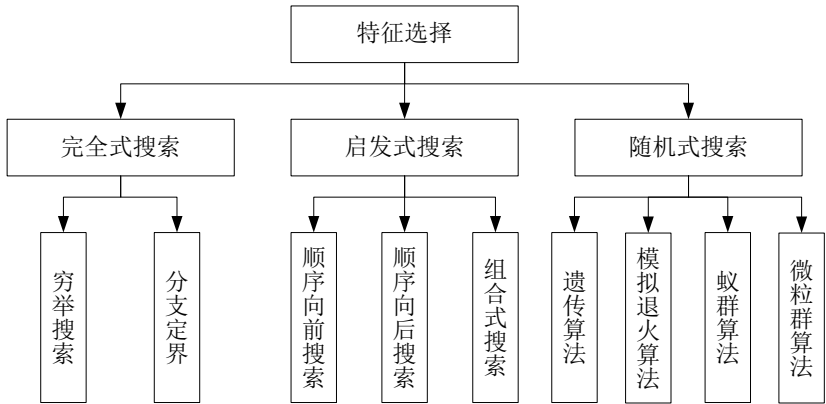 特征选择
完全式搜索
启发式搜索
随机式搜索
穷举搜索
分支定界
顺序向前搜索
顺序向后搜索
组合式搜索
遗传算法
模拟退火算法
蚁群算法
微粒群算法